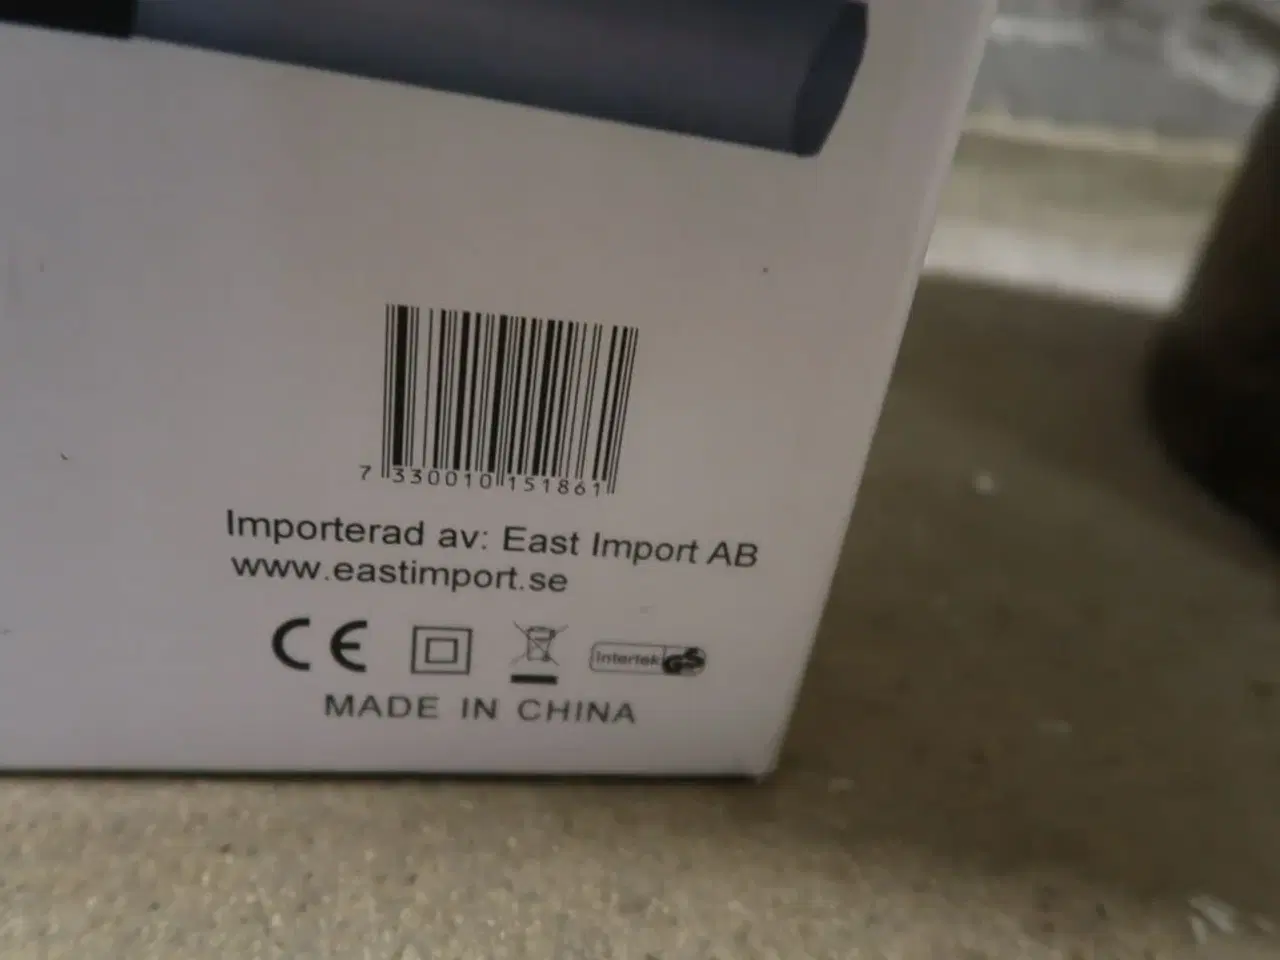 7 330010 151861
Importerad av: East Import AB
www.eastimport.se
CE
Intertek GS
MADE IN CHINA